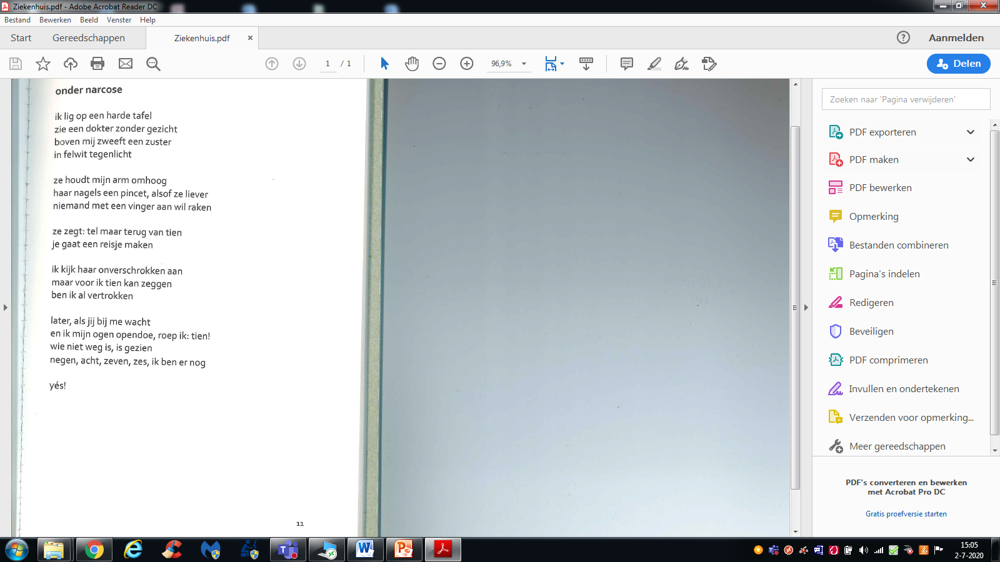 Ziekenhuis.pdf - Adobe Acrobat Reader DC
Bestand Bewerken Beeld Venster Help
Start Gereedschappen Ziekenhuis.pdf Aanmelden
1 / 1 96,9% Delen
onder narcose
ik lig op een harde tafel
zie een dokter zonder gezicht
boven mij zweeft een zuster
in felwit tegenlicht
ze houdt mijn arm omhoog
haar nagels een pincet, alsof ze liever
niemand met een vinger aan wil raken
ze zegt: tel maar terug van tien
je gaat een reisje maken
ik kijk haar onverschrokken aan
maar voor ik tien kan zeggen
ben ik al vertrokken
later, als jij bij me wacht
en ik mijn ogen opendoe, roep ik: tien!
wie niet weg is, is gezien
negen, acht, zeven, zes, ik ben er nog
yés!
11
Zoeken naar 'Pagina verwijderen'
PDF exporteren
PDF maken
PDF bewerken
Opmerking
Bestanden combineren
Pagina's indelen
Redigeren
Beveiligen
PDF comprimeren
Invullen en ondertekenen
Verzenden voor opmerking...
Meer gereedschappen
PDF's converteren en bewerken
met Acrobat Pro DC
Gratis proefversie starten
15:05
2-7-2020